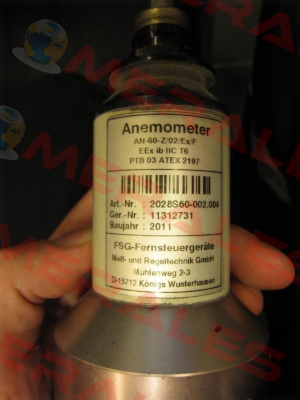 Anemometer
AN-60-Z/02/Ex/F
EEx ib IIC T6
PTB 03 ATEX 2197
Art.-Nr. : 2028S60-002.004
Ger.-Nr. : 11312731
Baujahr : 2011
FSG-Fernsteuergeräte
Meß- und Regeltechnik GmbH
Mühlenweg 2-3
D-15712 Königs Wusterhausen